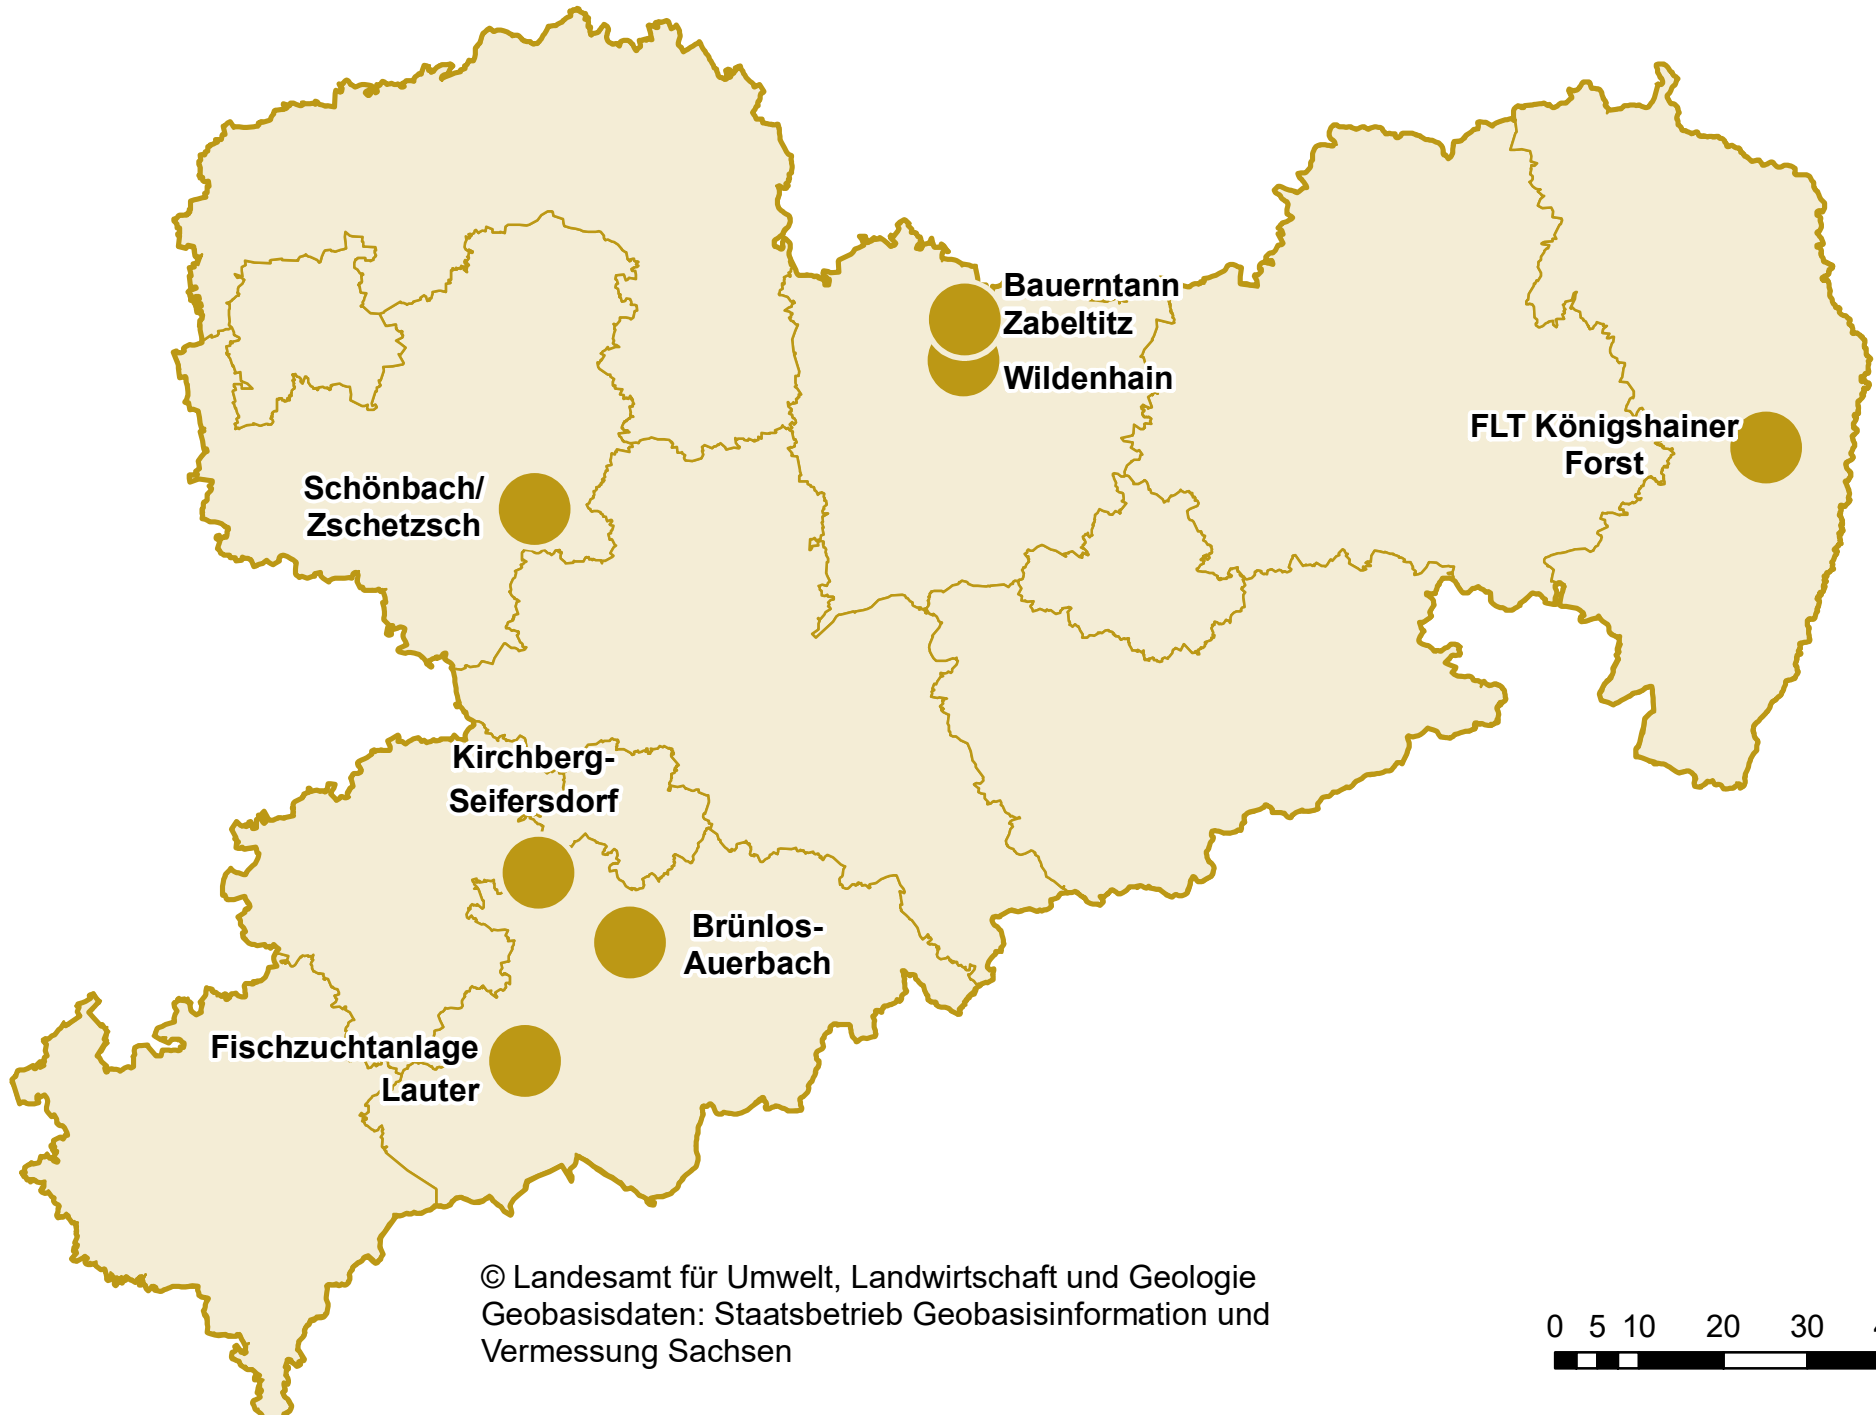 Bauerntann
Zabeltitz
Wildenhain
FLT Königshainer
Forst
Schönbach/
Zschetzsch
Kirchberg-
Seifersdorf
Brünlos-
Auerbach
Fischzuchtanlage
Lauter
© Landesamt für Umwelt, Landwirtschaft und Geologie
Geobasisdaten: Staatsbetrieb Geobasisinformation und
Vermessung Sachsen
0 5 10 20 30